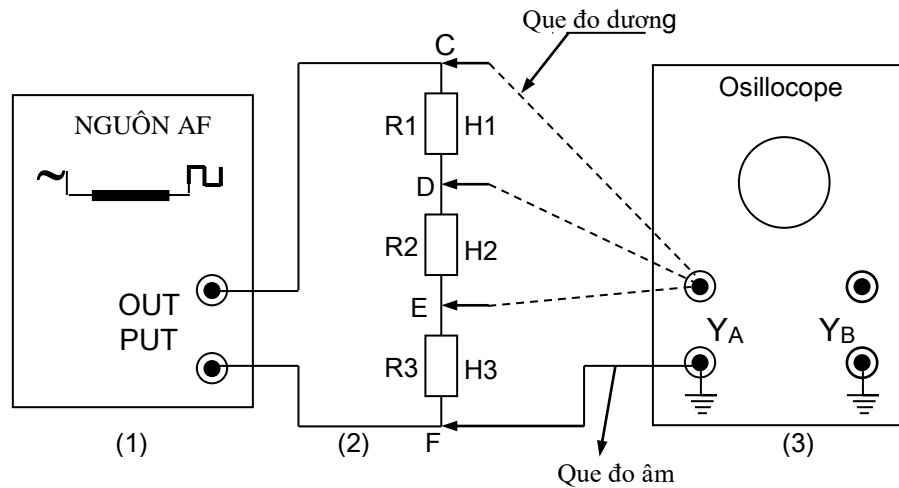 Que đo dương
C
Osillocope
NGUÔN AF
R1 H1
D
R2 H2
OUT
PUT
E
YA YB
R3 H3
(1)
(2)
F
(3)
Que đo âm